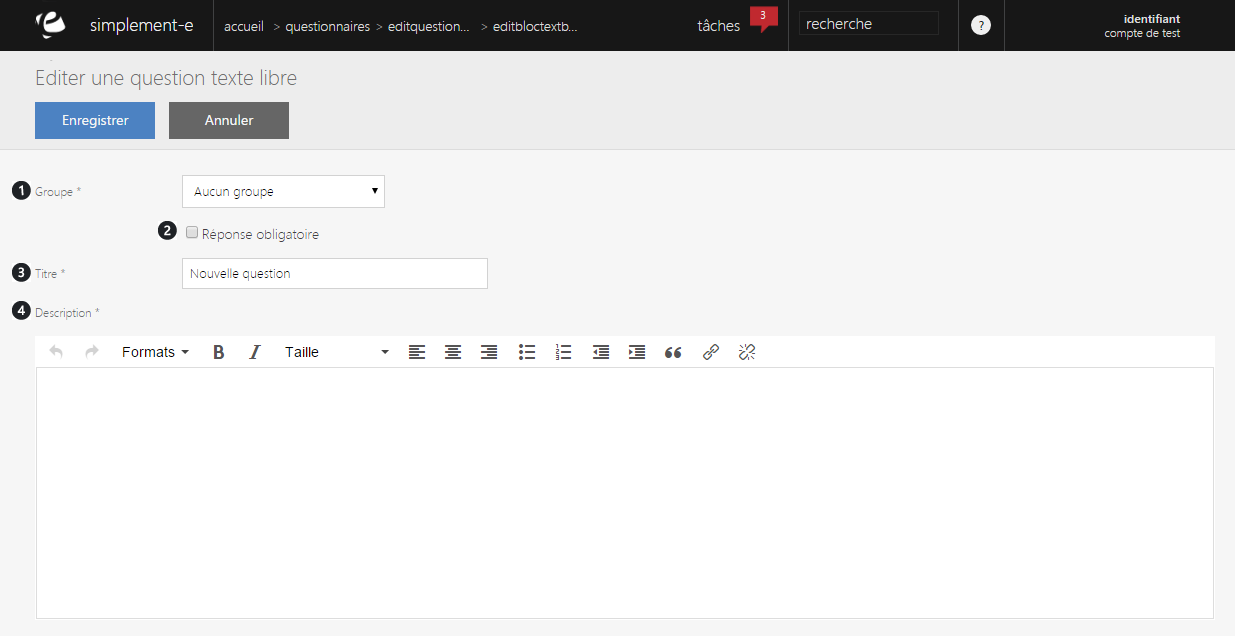 simplement-e accueil > questionnaires > editquestion... > editbloctextb... tâches 3 recherche ? identifiant
compte de test
Editer une question texte libre
Enregistrer Annuler
1 Groupe * Aucun groupe
2 Réponse obligatoire
3 Titre * Nouvelle question
4 Description *
Formats B I Taille